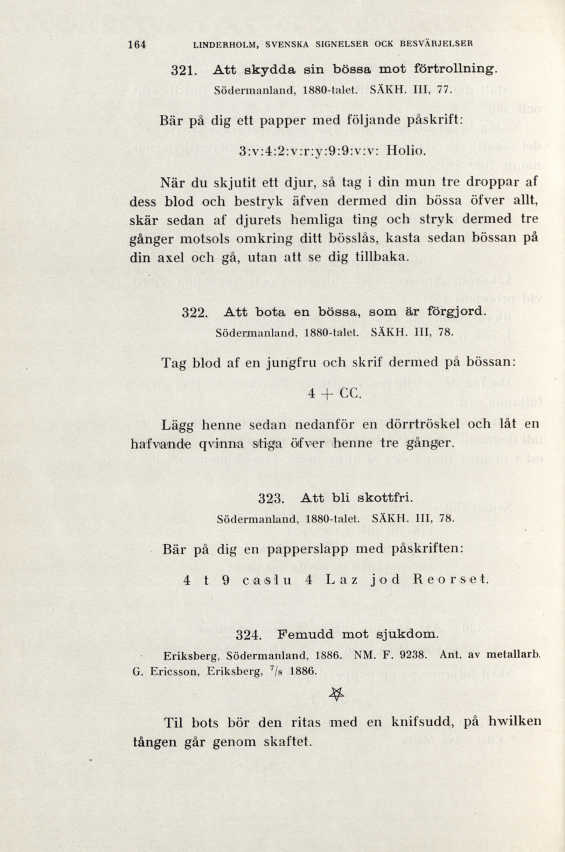 164 LINDERHOLM, SVENSKA SIGNELSER OCK BESVÄRJELSER
321. Att skydda sin bössa mot förtrollning.
Södermanland, 1880-talet. SÄKH. III, 77.
Bär på dig ett papper med följande påskrift:
3:v:4:2:v:r:y:9:9:v:v: Holio.
När du skjutit ett djur, så tag i din mun tre droppar af
dess blod och bestryk äfven dermed din bössa öfver allt,
skär sedan af djurets hemliga ting och stryk dermed tre
gånger motsols omkring ditt bösslås, kasta sedan bössan på
din axel och gå, utan att se dig tillbaka.
322. Att bota en bössa, som är förgjord.
Södermanland, 1880-talet. SÄKH. III, 78.
Tag blod af en jungfru och skrif dermed på bössan:
4 + CC.
Lägg henne sedan nedanför en dörrtröskel och låt en
hafvande qvinna stiga öfver henne tre gånger.
323. Att bli skottfri.
Södermanland, 1880-talet. SÄKH. III, 78.
Bär på dig en papperslapp med påskriften:
4 t 9 caslu 4 Laz jod Reorset.
324. Femudd mot sjukdom.
Eriksberg, Södermanland, 1886. NM. F. 9238. Ant. av metallarb.
G. Ericsson, Eriksberg, 7/8 1886.
Til bots bör den ritas med en knifsudd, på hwilken
tången går genom skaftet.